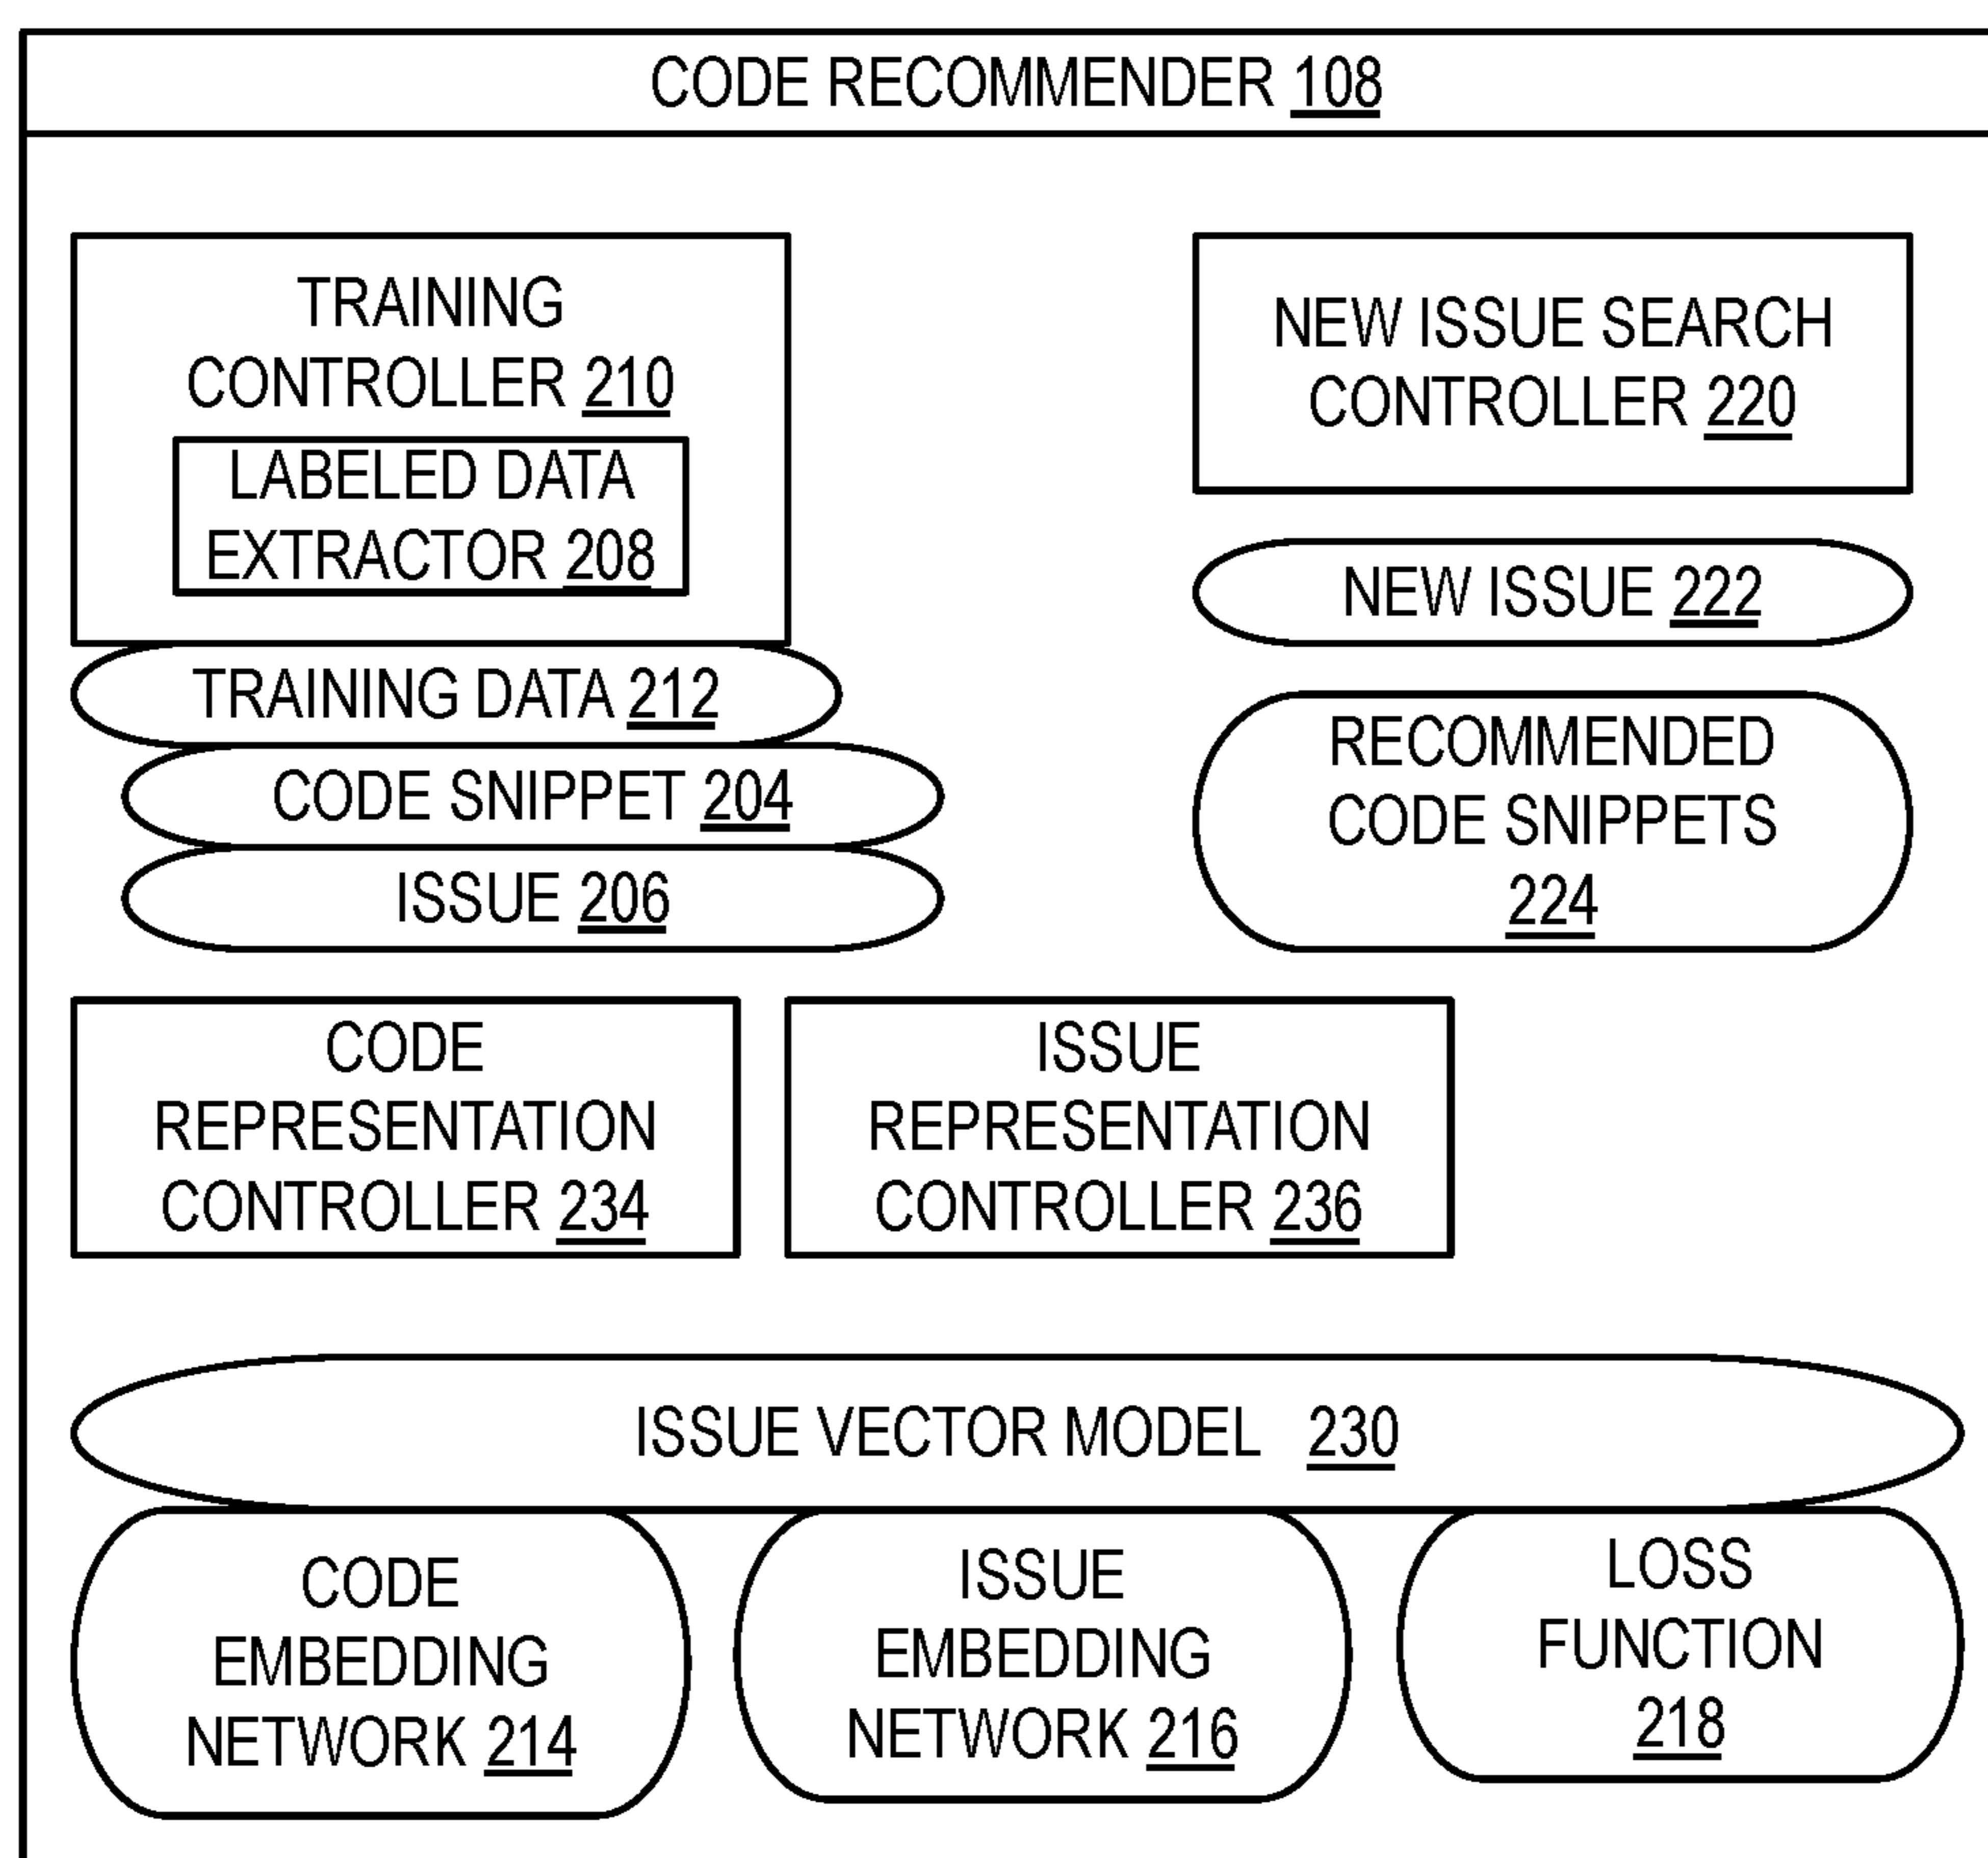 CODE RECOMMENDER 108
TRAINING
CONTROLLER 210
LABELED DATA
EXTRACTOR 208
TRAINING DATA 212
CODE SNIPPET 204
ISSUE 206
NEW ISSUE SEARCH
CONTROLLER 220
NEW ISSUE 222
RECOMMENDED
CODE SNIPPETS
224
CODE
REPRESENTATION
CONTROLLER 234
ISSUE
REPRESENTATION
CONTROLLER 236
ISSUE VECTOR MODEL 230
CODE
EMBEDDING
NETWORK 214
ISSUE
EMBEDDING
NETWORK 216
LOSS
FUNCTION
218